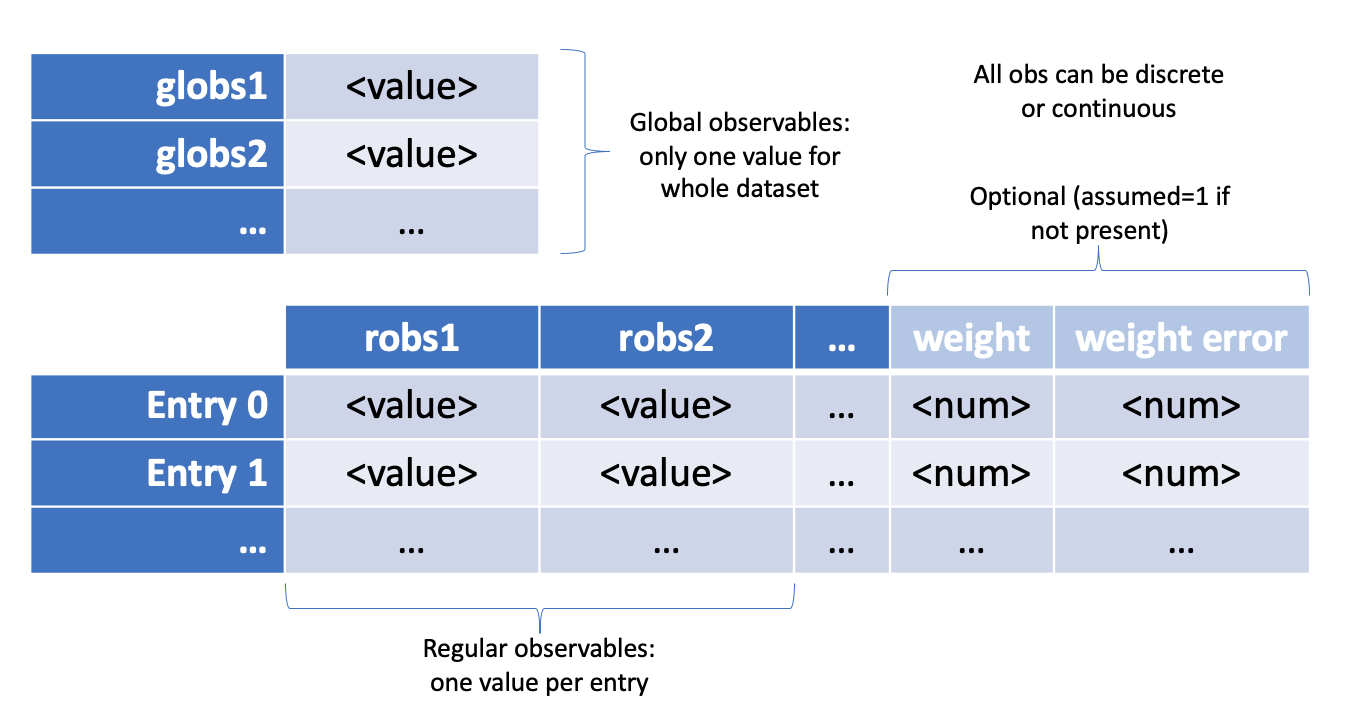 globs1 <value>
globs2 <value>
... ...
Global observables:
only one value for
whole dataset
All obs can be discrete
or continuous
Optional (assumed=1 if
not present)
robs1 robs2 ... weight weight error
Entry 0 <value> <value> ... <num> <num>
Entry 1 <value> <value> ... <num> <num>
... ... ... ... ... ...
Regular observables:
one value per entry